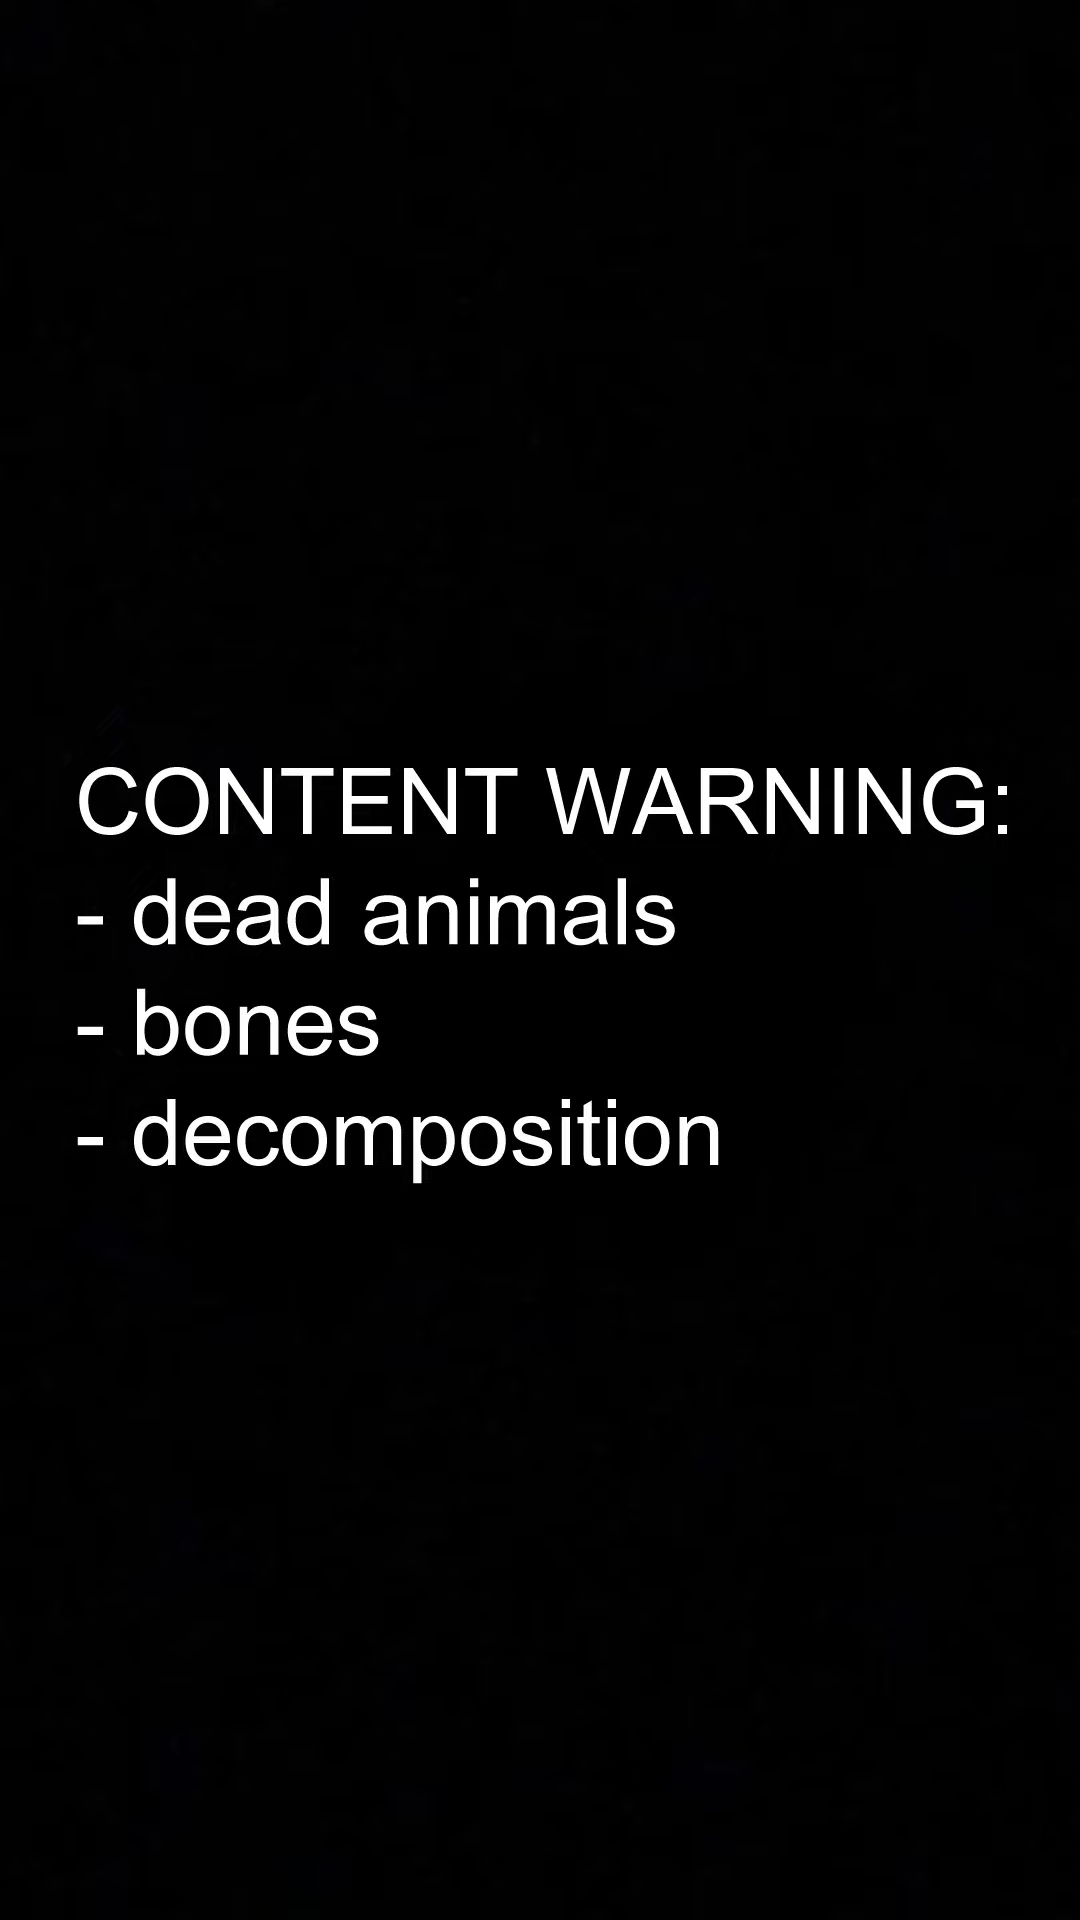 CONTENT WARNING:
- dead animals
- bones
- decomposition